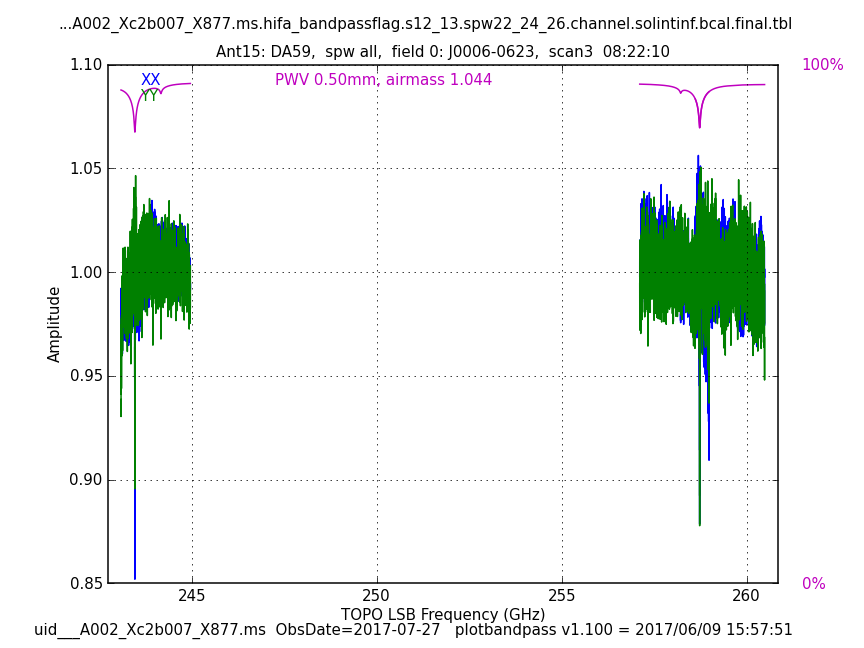 ...A002_Xc2b007_X877.ms.hifa_bandpassflag.s12_13.spw22_24_26.channel.solintinf.bcal.final.tbl
Ant15: DA59,  spw all,  field 0: J0006-0623,  scan3  08:22:10
1.10
100%
XX
PWV 0.50mm, airmass 1.044
YY
1.05
1.00
Amplitude
0.95
0.90
0.85
0%
245
250
255
260
TOPO LSB Frequency (GHz)
uid___A002_Xc2b007_X877.ms  ObsDate=2017-07-27   plotbandpass v1.100 = 2017/06/09 15:57:51